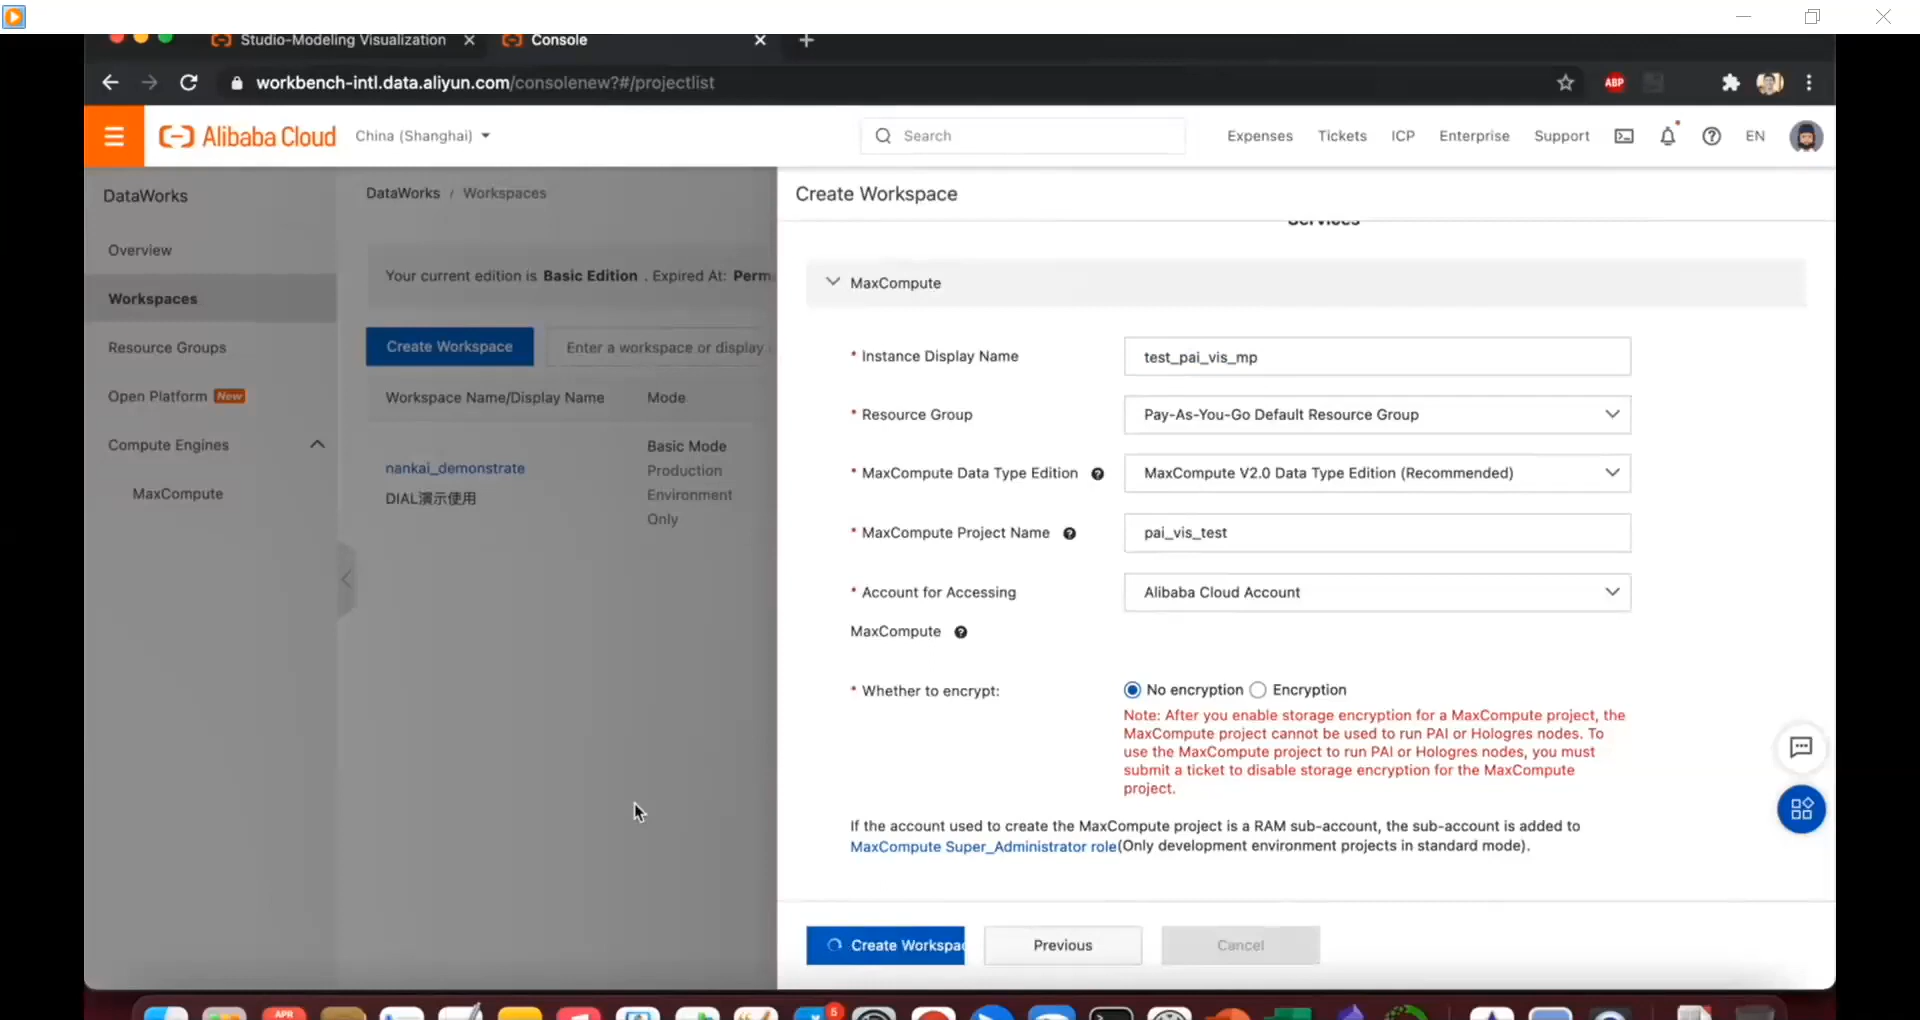 Studio-Modeling Visualization
Console
workbench-intl.data.aliyun.com/consolenew?#/projectlist
ABP
Alibaba Cloud
China (Shanghai)
Search
Expenses
Tickets
ICP
Enterprise
Support
EN
DataWorks
Overview
Workspaces
Resource Groups
Open Platform New
Compute Engines
MaxCompute
DataWorks / Workspaces
Your current edition is Basic Edition . Expired At: Perm
Create Workspace
Enter a workspace or display
Workspace Name/Display Name
Mode
nankai_demonstrate
DIAL演示使用
Basic Mode
Production
Environment
Only
Create Workspace
Services
MaxCompute
* Instance Display Name
test_pai_vis_mp
* Resource Group
Pay-As-You-Go Default Resource Group
* MaxCompute Data Type Edition
MaxCompute V2.0 Data Type Edition (Recommended)
* MaxCompute Project Name
pai_vis_test
* Account for Accessing
MaxCompute
Alibaba Cloud Account
* Whether to encrypt:
No encryption
Encryption
Note: After you enable storage encryption for a MaxCompute project, the
MaxCompute project cannot be used to run PAI or Hologres nodes. To
use the MaxCompute project to run PAI or Hologres nodes, you must
submit a ticket to disable storage encryption for the MaxCompute
project.
If the account used to create the MaxCompute project is a RAM sub-account, the sub-account is added to
MaxCompute Super_Administrator role(Only development environment projects in standard mode).
Create Workspac
Previous
Cancel
APR
5